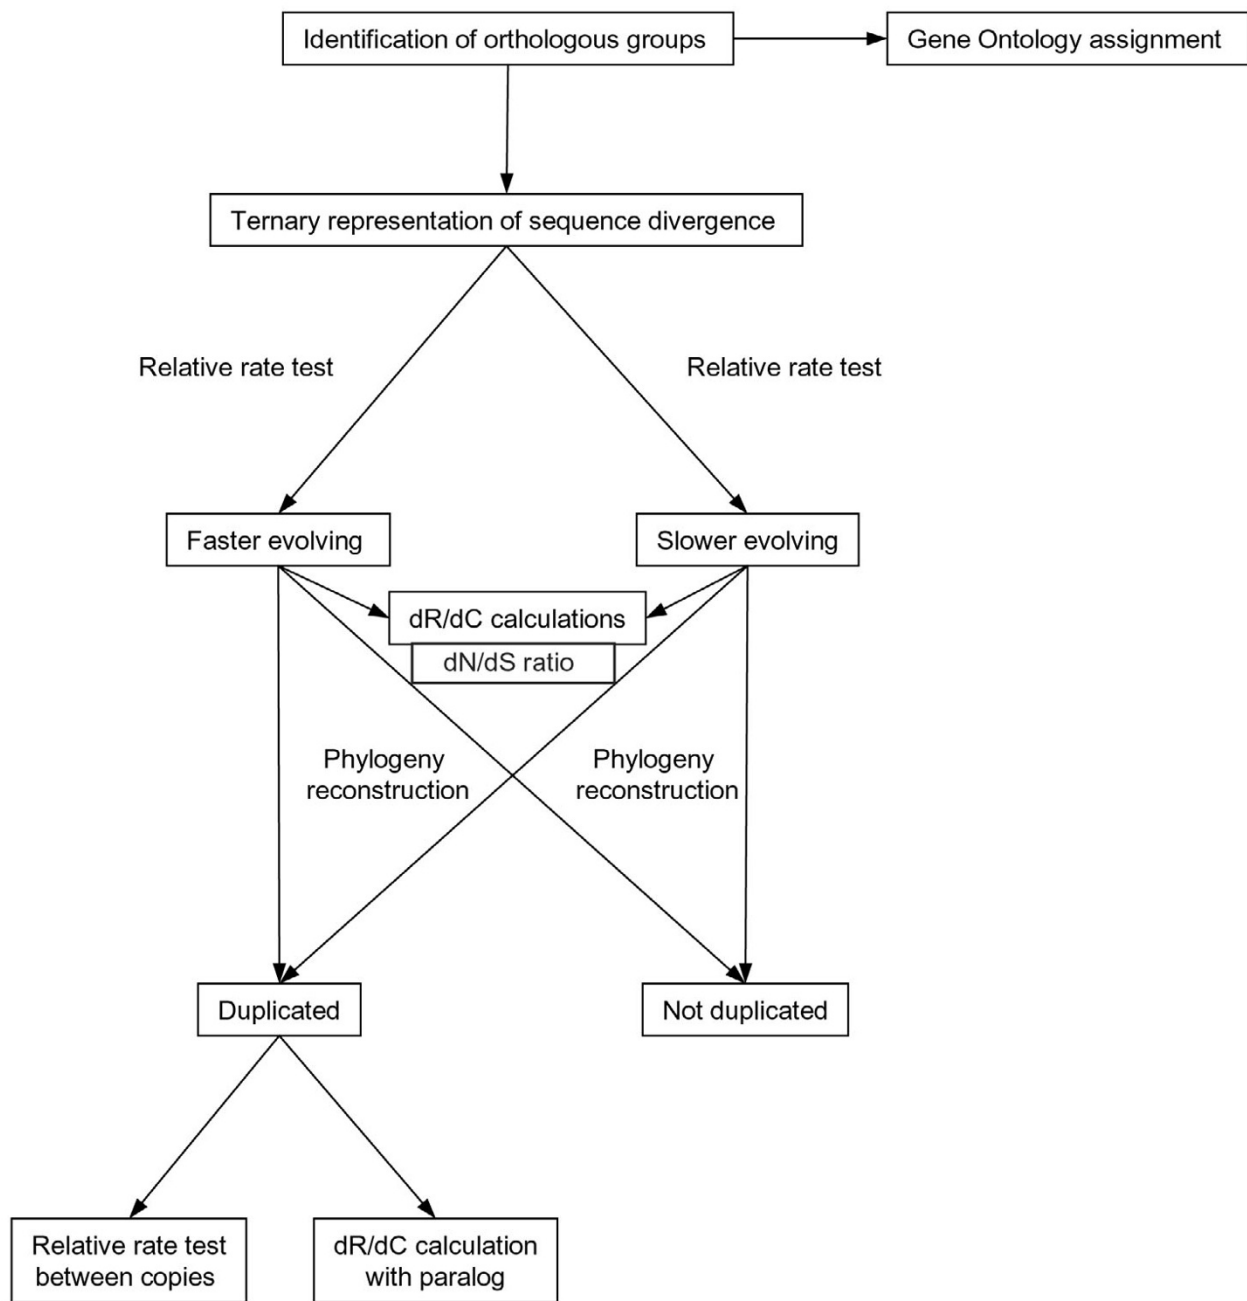 Identification of orthologous groups
Gene Ontology assignment
Ternary representation of sequence divergence
Relative rate test
Relative rate test
Faster evolving
Slower evolving
dR/dC calculations
dN/dS ratio
Phylogeny
reconstruction
Phylogeny
reconstruction
Duplicated
Not duplicated
Relative rate test
between copies
dR/dC calculation
with paralog